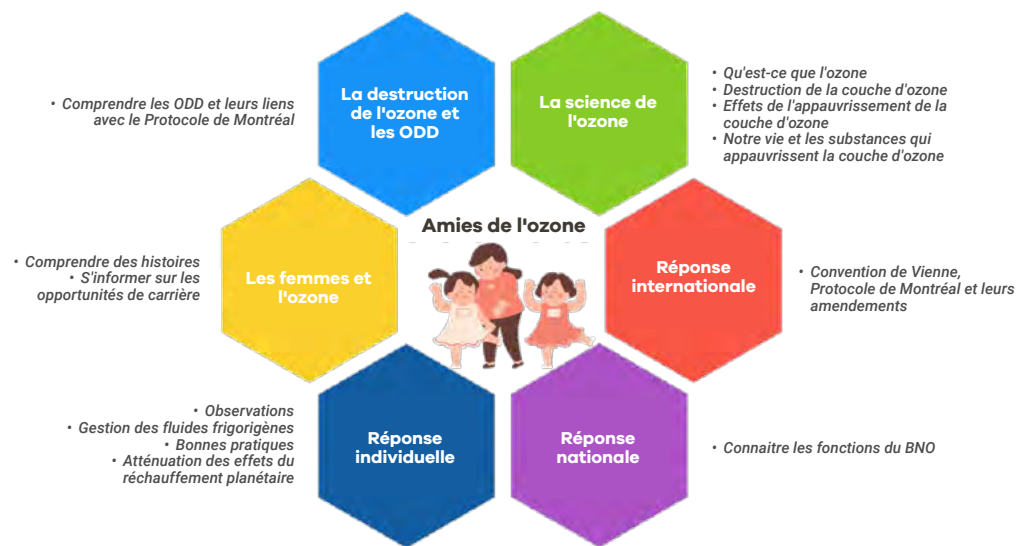 La destruction
de l'ozone et
les ODD
• Comprendre les ODD et leurs liens
avec le Protocole de Montréal
La science de
l'ozone
• Qu'est-ce que l'ozone
• Destruction de la couche d'ozone
• Effets de l'appauvrissement de la
couche d'ozone
• Notre vie et les substances qui
appauvrissent la couche d'ozone
Amies de l'ozone
Les femmes et
l'ozone
• Comprendre des histoires
• S'informer sur les
opportunités de carrière
Réponse
internationale
• Convention de Vienne,
Protocole de Montréal et leurs
amendements
Réponse
individuelle
• Observations
• Gestion des fluides frigorigènes
• Bonnes pratiques
• Atténuation des effets du
réchauffement planétaire
Réponse
nationale
• Connaitre les fonctions du BNO